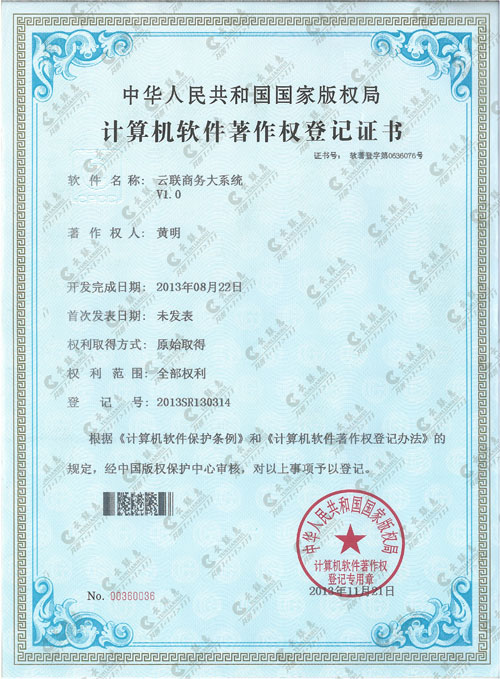 中华人民共和国国家版权局
计算机软件著作权登记证书
证书号: 软著登字第0636076号
软件名称: 云联商务大系统
V1.0
著作权人: 黄明
开发完成日期: 2013年08月22日
首次发表日期: 未发表
权利取得方式: 原始取得
权利范围: 全部权利
登记号: 2013SR130314
根据《计算机软件保护条例》和《计算机软件著作权登记办法》的
规定,经中国版权保护中心审核,对以上事项予以登记。
中华人民共和国国家版权局
计算机软件著作权
登记专用章
2013年11月21日
No. 00360036